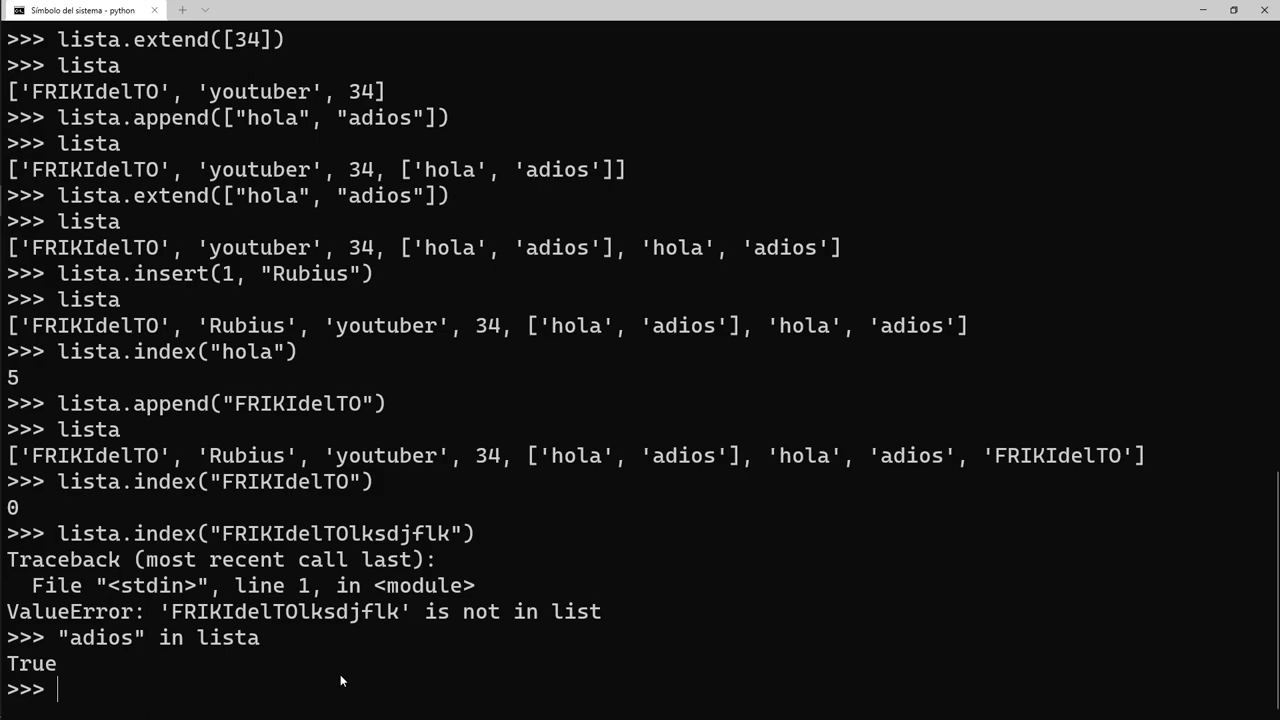 Símbolo del sistema - python
>>> lista.extend([34])
>>> lista
['FRIKIdelTO', 'youtuber', 34]
>>> lista.append(["hola", "adios"])
>>> lista
['FRIKIdelTO', 'youtuber', 34, ['hola', 'adios']]
>>> lista.extend(["hola", "adios"])
>>> lista
['FRIKIdelTO', 'youtuber', 34, ['hola', 'adios'], 'hola', 'adios']
>>> lista.insert(1, "Rubius")
>>> lista
['FRIKIdelTO', 'Rubius', 'youtuber', 34, ['hola', 'adios'], 'hola', 'adios']
>>> lista.index("hola")
5
>>> lista.append("FRIKIdelTO")
>>> lista
['FRIKIdelTO', 'Rubius', 'youtuber', 34, ['hola', 'adios'], 'hola', 'adios', 'FRIKIdelTO']
>>> lista.index("FRIKIdelTO")
0
>>> lista.index("FRIKIdelTOlksdjflk")
Traceback (most recent call last):
  File "<stdin>", line 1, in <module>
ValueError: 'FRIKIdelTOlksdjflk' is not in list
>>> "adios" in lista
True
>>>